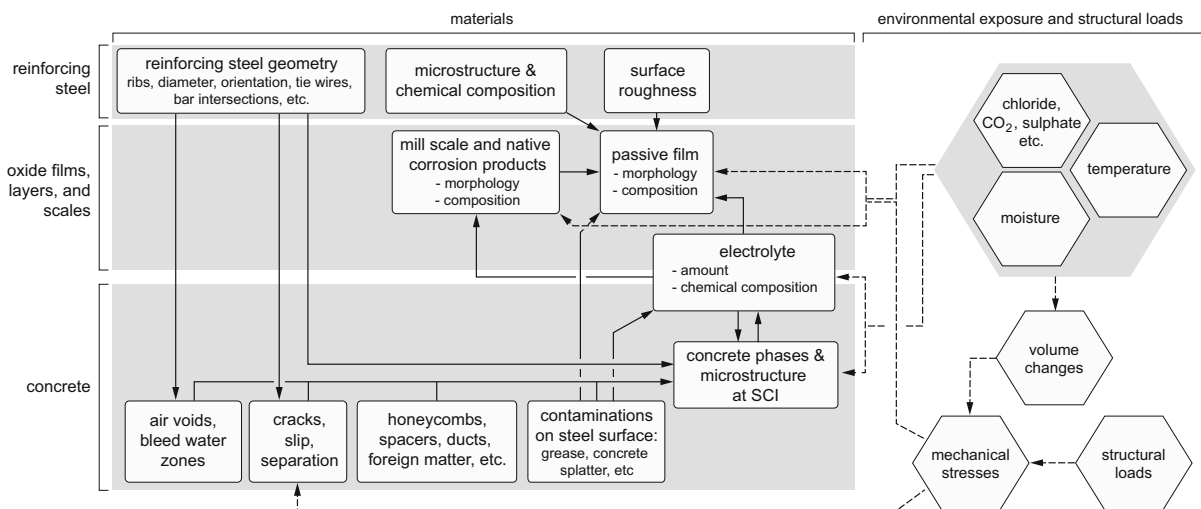 materials
environmental exposure and structural loads
reinforcing
steel
reinforcing steel geometry
ribs, diameter, orientation, tie wires,
bar intersections, etc.
microstructure &
chemical composition
surface
roughness
oxide films,
layers, and
scales
mill scale and native
corrosion products
- morphology
- composition
passive film
- morphology
- composition
electrolyte
- amount
- chemical composition
concrete
concrete phases &
microstructure
at SCI
air voids,
bleed water
zones
cracks,
slip,
separation
honeycombs,
spacers, ducts,
foreign matter, etc.
contaminations
on steel surface:
grease, concrete
splatter, etc
chloride,
CO₂, sulphate
etc.
temperature
moisture
volume
changes
mechanical
stresses
structural
loads